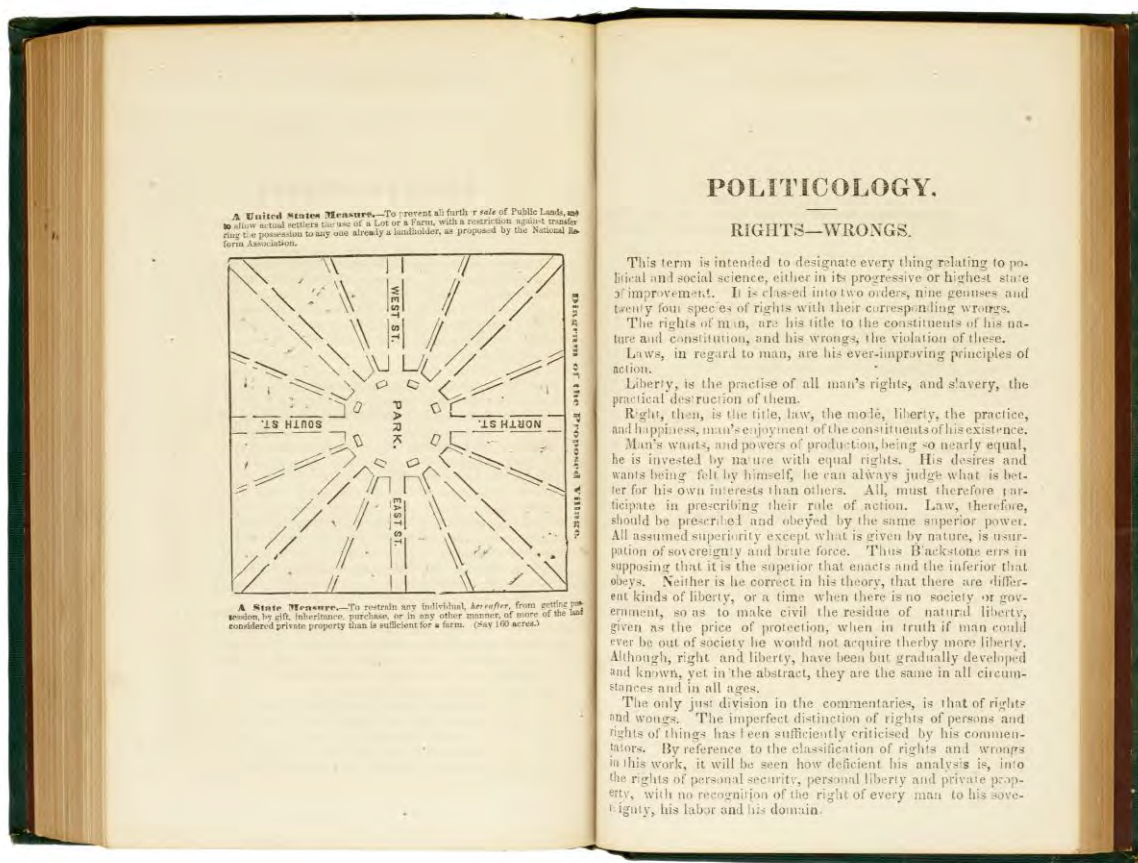 A United States Measure.—To prevent all furth r sale of Public Lands, and
to allow actual settlers the use of a Lot or a Farm, with a restriction against transfer
ring the possession to any one already a landholder, as proposed by the National Re-
form Association.
WEST ST.
SOUTH ST.
PARK.
NORTH ST.
EAST ST.
Diagram of the Proposed Village.
A State Measure.—To restrain any individual, hereafter, from getting pos-
session, by gift, inheritance, purchase, or in any other manner, of more of the land
considered private property than is sufficient for a farm. (Say 160 acres.)
POLITICOLOGY.
RIGHTS—WRONGS.
This term is intended to designate every thing relating to po-
litical and social science, either in its progressive or highest state
of improvement. It is classed into two orders, nine genuses and
twenty four species of rights with their corresponding wrongs.
The rights of man, are his title to the constituents of his na-
ture and constitution, and his wrongs, the violation of these.
Laws, in regard to man, are his ever-improving principles of
action.
Liberty, is the practise of all man's rights, and slavery, the
practical destruction of them.
Right, then, is the title, law, the mode, liberty, the practice,
and happiness, man's enjoyment of the constituents of his existence.
Man's wants, and powers of production, being so nearly equal,
he is invested by nature with equal rights. His desires and
wants being felt by himself, he can always judge what is bet-
ter for his own interests than others. All, must therefore par-
ticipate in prescribing their rule of action. Law, therefore,
should be prescribed and obeyed by the same superior power.
All assumed superiority except what is given by nature, is usur-
pation of sovereignty and brute force. Thus Blackstone errs in
supposing that it is the superior that enacts and the inferior that
obeys. Neither is he correct in his theory, that there are differ-
ent kinds of liberty, or a time when there is no society or gov-
ernment, so as to make civil the residue of natural liberty,
given as the price of protection, when in truth if man could
ever be out of society he would not acquire therby more liberty.
Although, right and liberty, have been but gradually developed
and known, yet in the abstract, they are the same in all circum-
stances and in all ages.
The only just division in the commentaries, is that of rights
and wongs. The imperfect distinction of rights of persons and
rights of things has been sufficiently criticised by his commen-
tators. By reference to the classification of rights and wrongs
in this work, it will be seen how deficient his analysis is, into
the rights of personal security, personal liberty and private prop-
erty, with no recognition of the right of every man to his sove-
reignty, his labor and his domain.